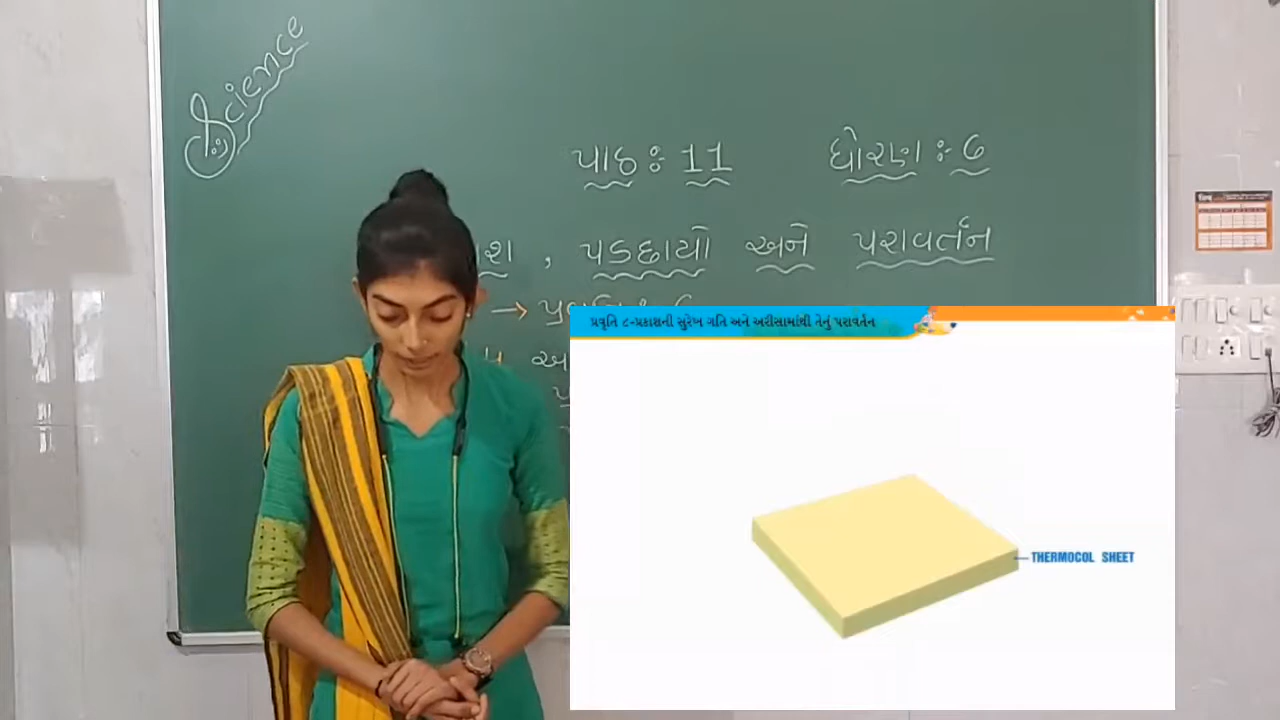 Science
પાઠ : 11 ધોરણ :- ૬
, પડછાયો અને પરાવર્તન
→
પ્રવૃતિ ૮-પ્રકાશની સુરેખ ગતિ અને અરીસામાંથી તેનું પરાવર્તન
THERMOCOL SHEET